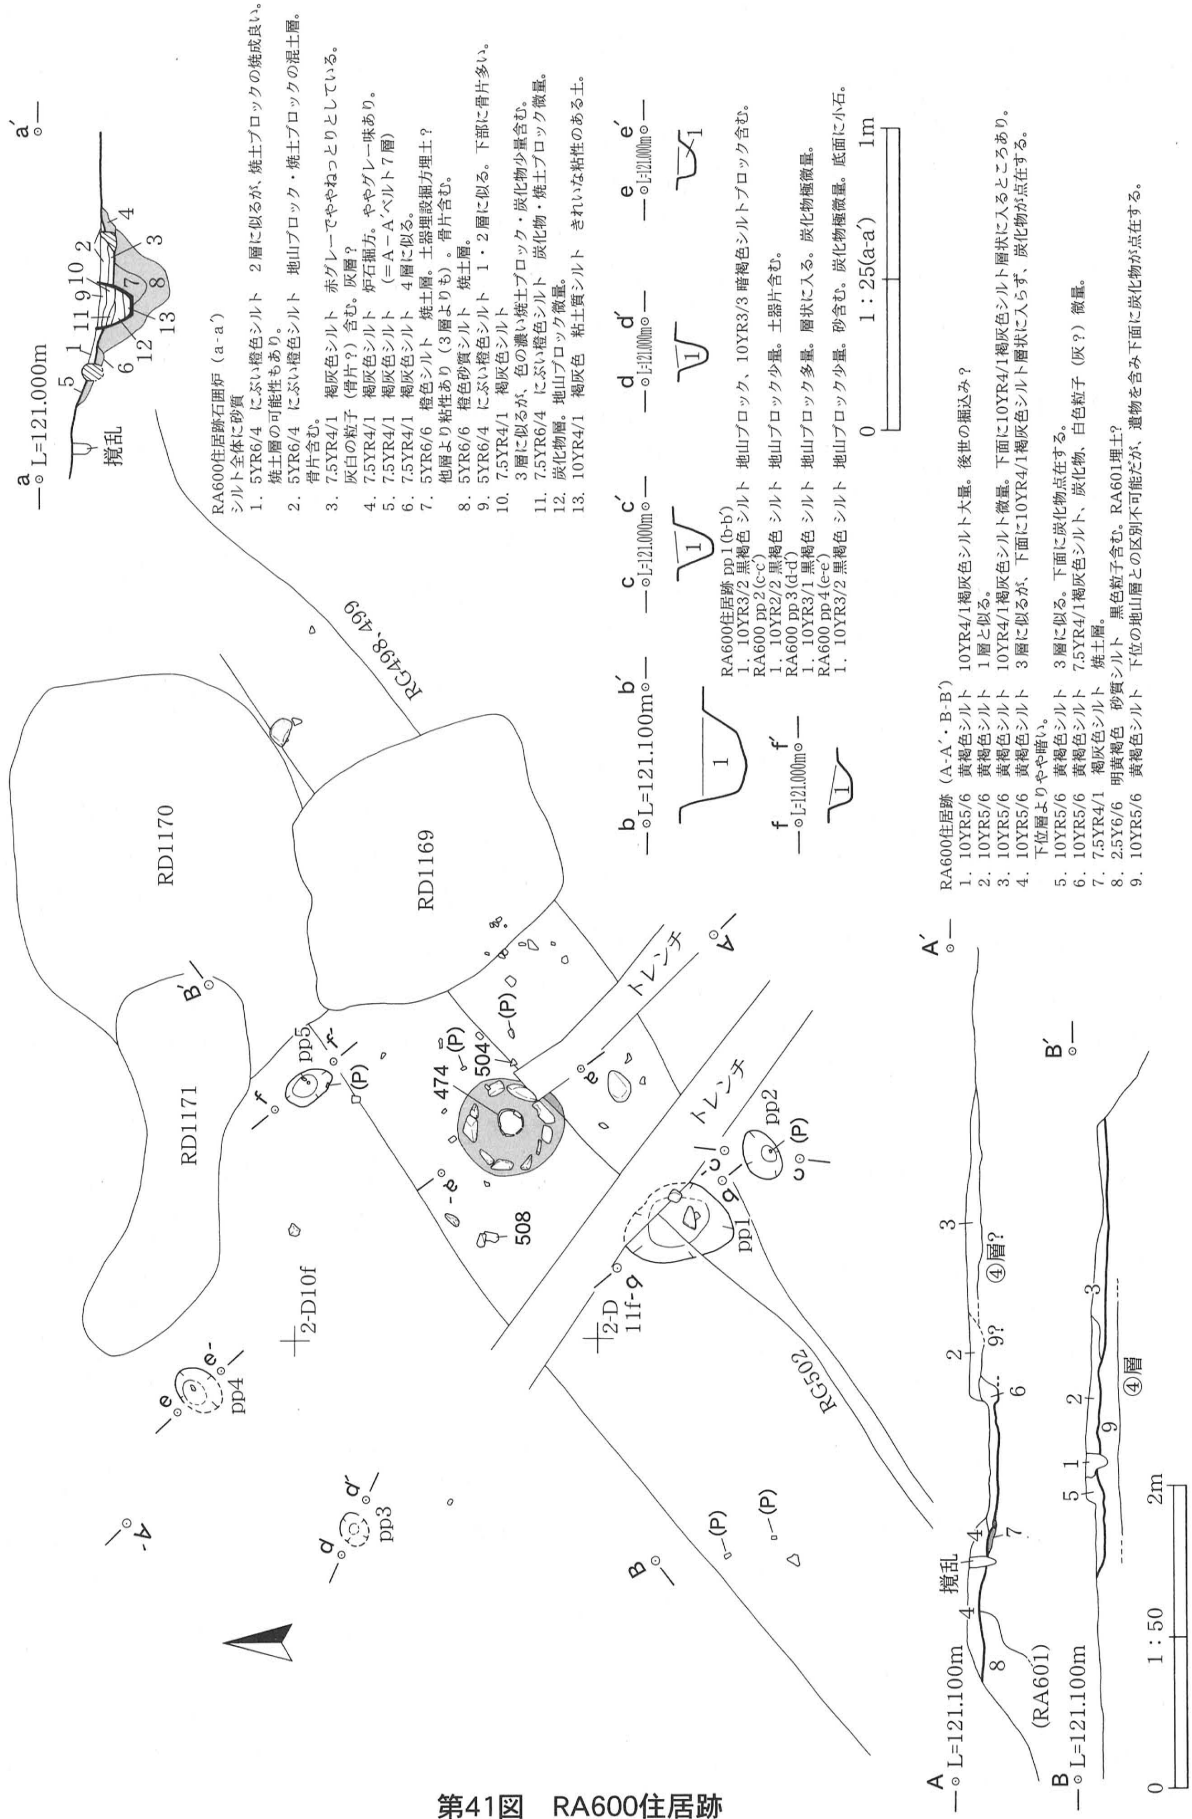 a
a′
L=121.000m
撹乱
5
1
11
9
10
2
4
3
7
8
6
12
13
RA600住居跡石囲炉 (a-a′)
シルト全体に砂質
1. 5YR6/4 にぶい橙色シルト 2層に似るが、焼土ブロックの焼成良い。
焼土層の可能性もあり。
2. 5YR6/4 にぶい橙色シルト 地山ブロック・焼土ブロックの混土層。
骨片含む。
3. 7.5YR4/1 褐灰色シルト 赤グレーでややねっとりとしている。
灰白の粒子（骨片？）含む。灰層？
4. 7.5YR4/1 褐灰色シルト 炉石掘方。ややグレー味あり。
5. 7.5YR4/1 褐灰色シルト （＝A－A′ベルト7層）
6. 7.5YR4/1 褐灰色シルト 4層に似る。
7. 5YR6/6 橙色シルト 焼土層。土器埋設掘方埋土？
他層より粘性あり（3層よりも）。骨片含む。
8. 5YR6/6 橙色砂質シルト 焼土層。
9. 5YR6/4 にぶい橙色シルト 1・2層に似る。下部に骨片多い。
10. 7.5YR4/1 褐灰色シルト
3層に似るが、色の濃い焼土ブロック・炭化物少量含む。
11. 7.5YR6/4 にぶい橙色シルト 炭化物・焼土ブロック微量。
12. 炭化物層。地山ブロック微量。
13. 10YR4/1 褐灰色 粘土質シルト きれいな粘性のある土。
RD1170
RD1171
RD1169
RG498, 499
RG502
B′
f
f′
pp5
(P)
474
504
(P)
(P)
a
a′
508
トレンチ
トレンチ
A
A′
c
c′
pp2
(P)
b
b′
pp1
2-D10f
2-D
11f
e
e′
pp4
d
d′
pp3
B
(P)
(P)
b
b′
L=121.100m
1
c
c′
L=121.000m
1
d
d′
L=121.000m
1
e
e′
L=121.000m
1
f
f′
L=121.000m
1
RA600住居跡 pp1(b-b′)
1. 10YR3/2 黒褐色 シルト 地山ブロック、10YR3/3 暗褐色シルトブロック含む。
RA600 pp2(c-c′)
1. 10YR2/2 黒褐色 シルト 地山ブロック少量。土器片含む。
RA600 pp3(d-d′)
1. 10YR3/1 黒褐色 シルト 地山ブロック多量。層状に入る。炭化物極微量。
RA600 pp4(e-e′)
1. 10YR3/2 黒褐色 シルト 地山ブロック少量。砂含む。炭化物極微量。底面に小石。
0
1：25(a-a′)
1m
RA600住居跡（A-A′・B-B′）
1. 10YR5/6 黄褐色シルト 10YR4/1褐灰色シルト大量。後世の掘込み？
2. 10YR5/6 黄褐色シルト 1層と似る。
3. 10YR5/6 黄褐色シルト 10YR4/1褐灰色シルト微量。下面に10YR4/1褐灰色シルト層状に入るところあり。
4. 10YR5/6 黄褐色シルト 3層に似るが、下面に10YR4/1褐灰色シルト層状に入らず、炭化物が点在する。
下位層よりやや暗い。
5. 10YR5/6 黄褐色シルト 3層に似る。下面に炭化物点在する。
6. 10YR5/6 黄褐色シルト 7.5YR4/1褐灰色シルト、炭化物、白色粒子（灰？）微量。
7. 7.5YR4/1 褐灰色シルト 焼土層。
8. 2.5Y6/6 明黄褐色 砂質シルト 黒色粒子含む。RA601埋土？
9. 10YR5/6 黄褐色シルト 下位の地山層との区別不可能だが、遺物を含み下面に炭化物が点在する。
A
A′
L=121.100m
4
撹乱
4
2
3
8
7
6
9?
④層?
(RA601)
B
B′
L=121.100m
5
1
2
3
9
④層
0
1：50
2m
第41図 RA600住居跡